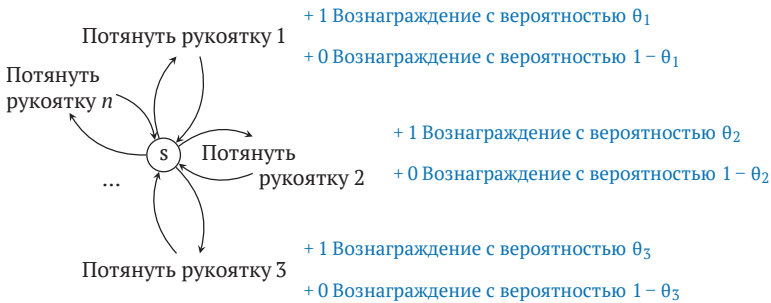 + 1 Вознаграждение с вероятностью θ₁
Потянуть рукоятку 1
+ 0 Вознаграждение с вероятностью 1 − θ₁
Потянуть
рукоятку n
+ 1 Вознаграждение с вероятностью θ₂
s
Потянуть
рукоятку 2
+ 0 Вознаграждение с вероятностью 1 − θ₂
...
+ 1 Вознаграждение с вероятностью θ₃
Потянуть рукоятку 3
+ 0 Вознаграждение с вероятностью 1 − θ₃